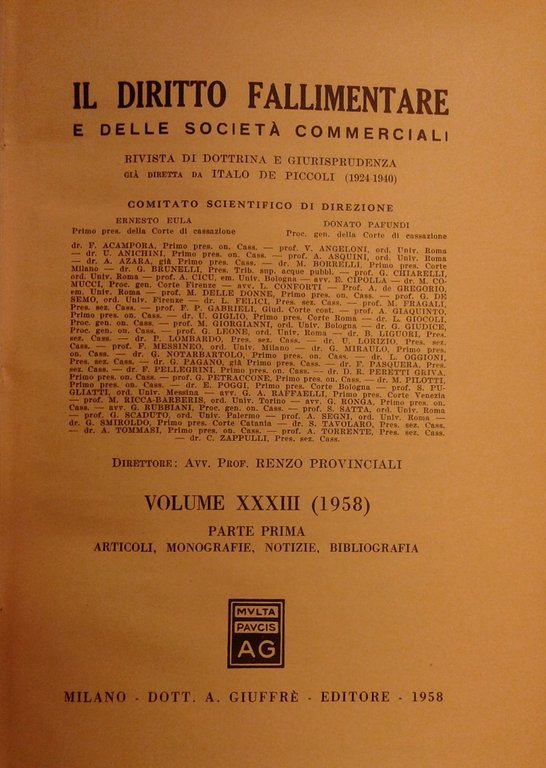 IL DIRITTO FALLIMENTARE
E DELLE SOCIETÀ COMMERCIALI
RIVISTA DI DOTTRINA E GIURISPRUDENZA
GIÀ DIRETTA DA ITALO DE PICCOLI (1924-1940)
COMITATO SCIENTIFICO DI DIREZIONE
ERNESTO EULA
Primo pres. della Corte di cassazione
DONATO PAFUNDI
Proc. gen. della Corte di cassazione
dr. F. ACAMPORA, Primo pres. on. Cass. — prof. V. ANGELONI, ord. Univ. Roma
— dr. U. ANICHINI, Primo pres. on. Cass. — prof. A. ASQUINI, ord. Univ. Roma
— dr. A. AZARA, già Primo pres. Cass. — dr. M. BORRELLI, Primo pres. Corte
Milano — dr. G. BRUNELLI, Pres. Trib. sup. acque pubbl. — prof. G. CHIARELLI,
ord. Univ. Roma — prof. A. CICU, em. Univ. Bologna — avv. E. CIPOLLA — dr. M. CO-
MUCCI, Proc. gen. Corte Firenze — avv. L. CONFORTI — Prof. A. de GREGORIO,
em. Univ. Roma — prof. M. DELLE DONNE, Primo pres. on. Cass. — prof. G. DE
SEMO, ord. Univ. Firenze — dr. L. FELICI, Pres. sez. Cass. — prof. M. FRAGALI,
Pres. sez. Cass. — prof. F. P. GABRIELI, Giud. Corte cost. — prof. A. GIAQUINTO,
Primo pres. on. Cass. — dr. U. GIGLIO, Primo pres. Corte Roma — dr. L. GIOCOLI,
Proc. gen. on. Cass. — prof. M. GIORGIANNI, ord. Univ. Bologna — dr. G. GIUDICE,
Proc. gen. on. Cass. — prof. G. LEONE, ord. Univ. Roma — dr. B. LIGUORI, Pres.
sez. Cass. — dr. P. LOMBARDO, Pres. sez. Cass. — dr. U. LORIZIO, Pres. sez.
Cass. — prof. F. MESSINEO, ord. Univ. Milano — dr. G. MIRAULO, Primo pres.
on. Cass. — dr. G. NOTARBARTOLO, Primo pres. on. Cass. — dr. L. OGGIONI,
Pres. sez. Cass. — dr. G. PAGANO, già Primo pres. Cass. — dr. F. PASQUERA, Pres.
sez. Cass. — dr. F. PELLEGRINI, Primo pres. on. Cass. — dr. D. R. PERETTI GRIVA,
Primo pres. on. Cass. — prof. G. PETRACCONE, Primo pres. on. Cass. — dr. M. PILOTTI,
Primo pres. on. Cass. — dr. E. POGGI, Primo pres. Corte Bologna — prof. S. PU-
GLIATTI, ord. Univ. Messina — avv. G. A. RAFFAELLI, Primo pres. Corte Venezia
— prof. M. RICCA-BARBERIS, ord. Univ. Torino — avv. G. RONGA, Primo pres. on.
Cass. — avv. G. RUBBIANI, Proc. gen. on. Cass. — prof. S. SATTA, ord. Univ. Roma
— prof. G. SCADUTO, ord. Univ. Palermo — prof. A. SEGNI, ord. Univ. Roma — dr.
G. SMIROLDO, Primo pres. Corte Catania — dr. S. TAVOLARO, Pres. sez. Cass.
— dr. A. TOMMASI, Primo pres. on. Cass. — prof. A. TORRENTE, Pres. sez. Cass.
— dr. C. ZAPPULLI, Pres. sez. Cass.
DIRETTORE: AVV. PROF. RENZO PROVINCIALI
VOLUME XXXIII (1958)
PARTE PRIMA
ARTICOLI, MONOGRAFIE, NOTIZIE, BIBLIOGRAFIA
MVLTA
PAVCIS
AG
MILANO - DOTT. A. GIUFFRÈ - EDITORE - 1958